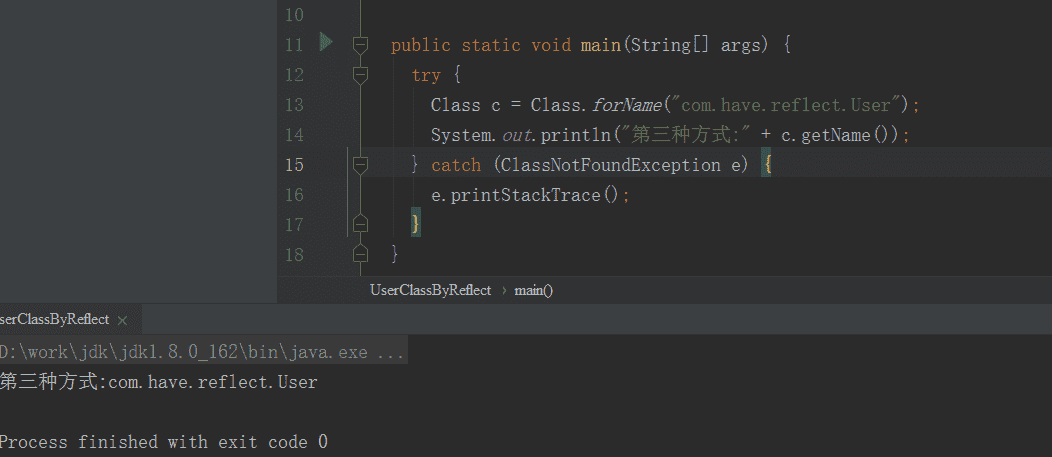 10
11 public static void main(String[] args) {
12 try {
13 Class c = Class.forName("com.have.reflect.User");
14 System.out.println("第三种方式:" + c.getName());
15 } catch (ClassNotFoundException e) {
16 e.printStackTrace();
17 }
18 }
UserClassByReflect › main()
serClassByReflect ×
D:\work\jdk\jdk1.8.0_162\bin\java.exe ...
第三种方式:com.have.reflect.User
Process finished with exit code 0